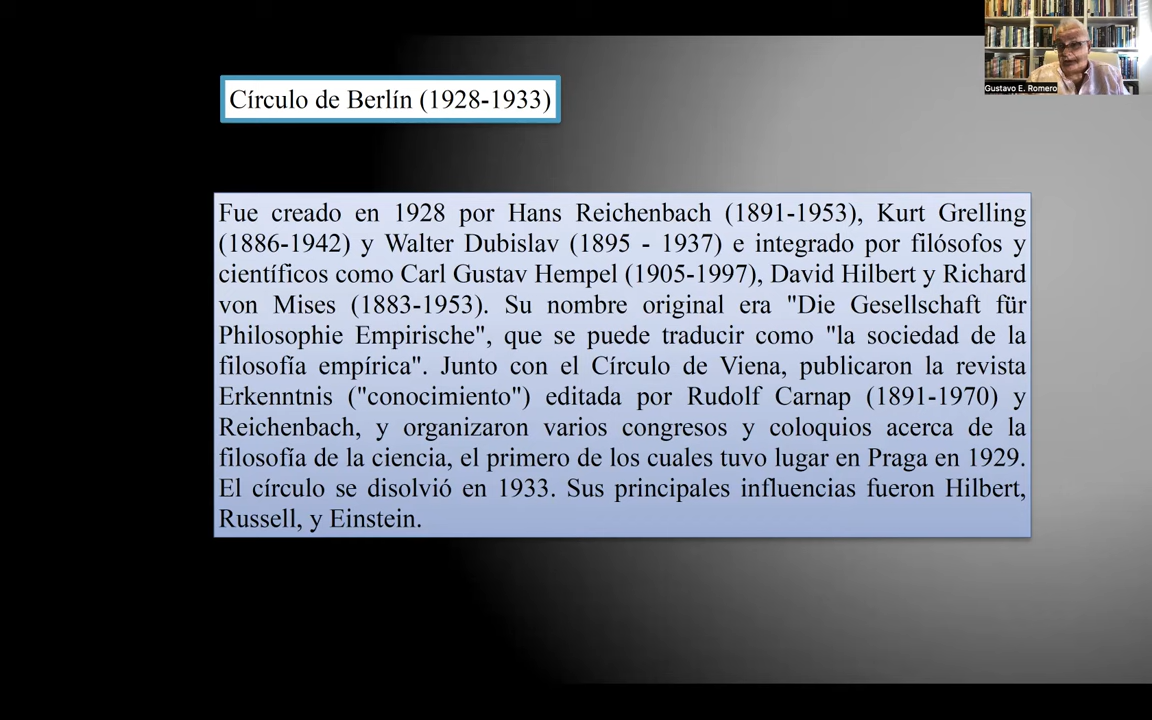 Círculo de Berlín (1928-1933)
Gustavo E. Romero
Fue creado en 1928 por Hans Reichenbach (1891-1953), Kurt Grelling
(1886-1942) y Walter Dubislav (1895 - 1937) e integrado por filósofos y
científicos como Carl Gustav Hempel (1905-1997), David Hilbert y Richard
von Mises (1883-1953). Su nombre original era "Die Gesellschaft für
Philosophie Empirische", que se puede traducir como "la sociedad de la
filosofía empírica". Junto con el Círculo de Viena, publicaron la revista
Erkenntnis ("conocimiento") editada por Rudolf Carnap (1891-1970) y
Reichenbach, y organizaron varios congresos y coloquios acerca de la
filosofía de la ciencia, el primero de los cuales tuvo lugar en Praga en 1929.
El círculo se disolvió en 1933. Sus principales influencias fueron Hilbert,
Russell, y Einstein.